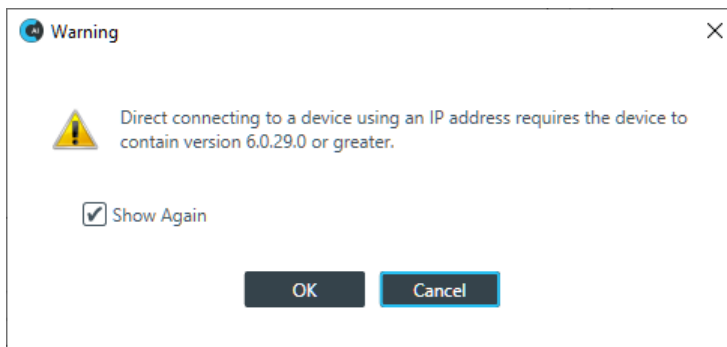 AI
Warning
Direct connecting to a device using an IP address requires the device to
contain version 6.0.29.0 or greater.
Show Again
OK
Cancel